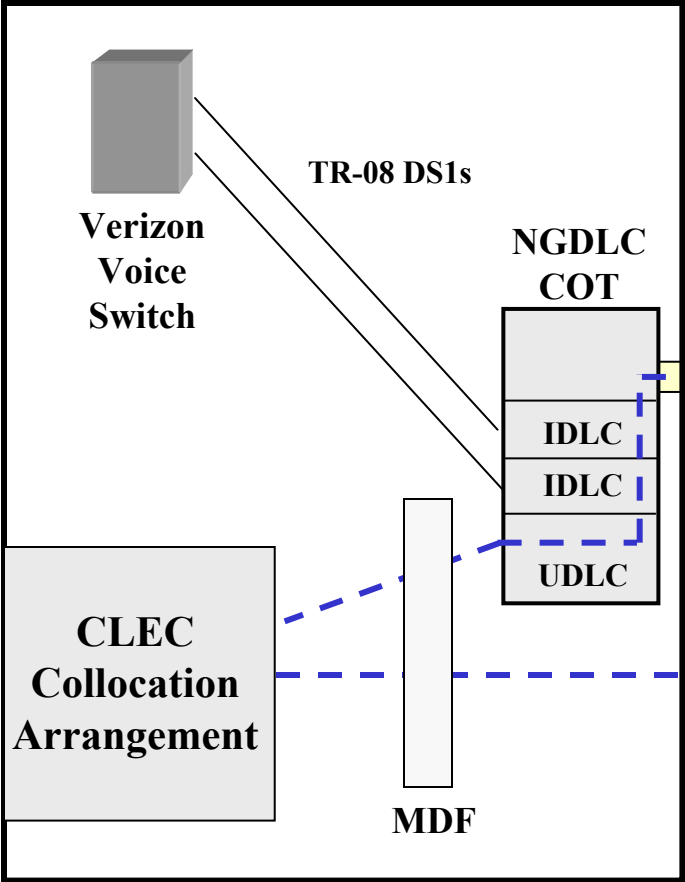 TR-08 DS1s
Verizon
Voice
Switch
NGDLC
COT
IDLC
IDLC
UDLC
CLEC
Collocation
Arrangement
MDF